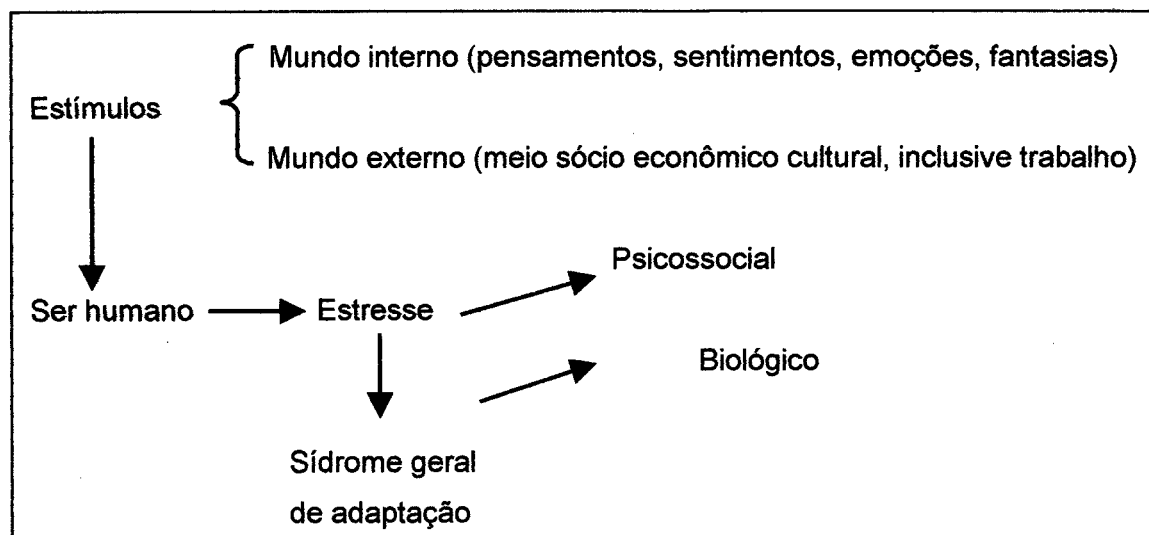 Mundo interno (pensamentos, sentimentos, emoções, fantasias)
Estímulos
Mundo externo (meio sócio econômico cultural, inclusive trabalho)
Psicossocial
Ser humano
Estresse
Biológico
Sídrome geral
de adaptação